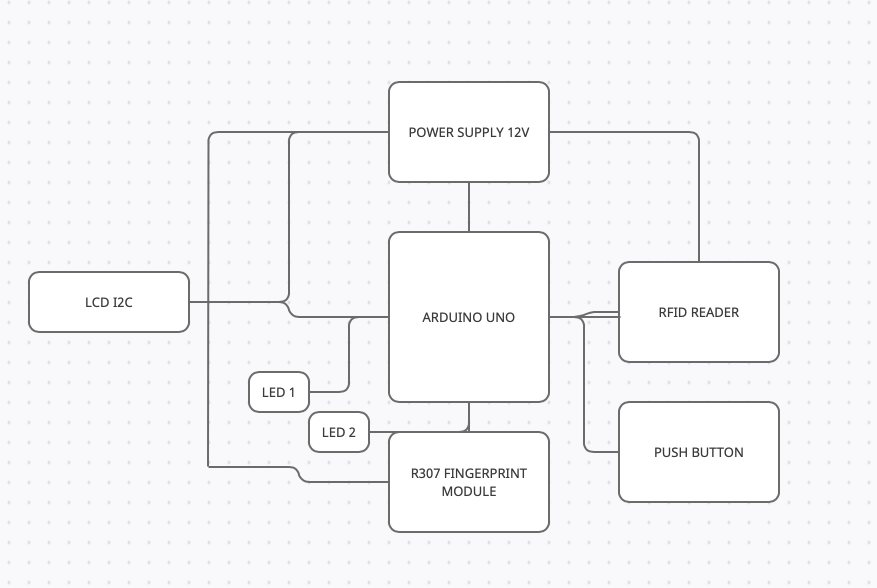 POWER SUPPLY 12V
LCD I2C
ARDUINO UNO
RFID READER
LED 1
LED 2
PUSH BUTTON
R307 FINGERPRINT
MODULE